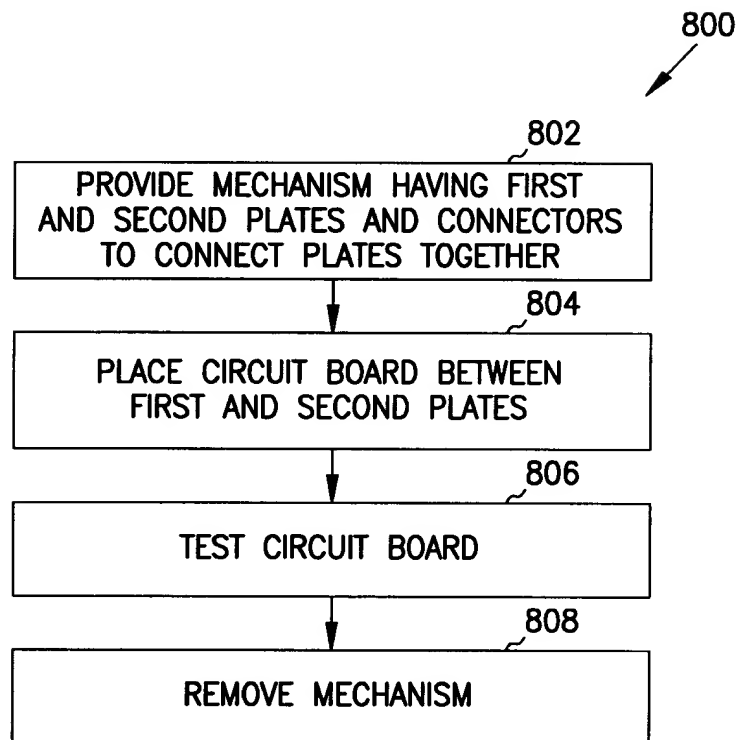 800
802
PROVIDE MECHANISM HAVING FIRST
AND SECOND PLATES AND CONNECTORS
TO CONNECT PLATES TOGETHER
804
PLACE CIRCUIT BOARD BETWEEN
FIRST AND SECOND PLATES
806
TEST CIRCUIT BOARD
808
REMOVE MECHANISM